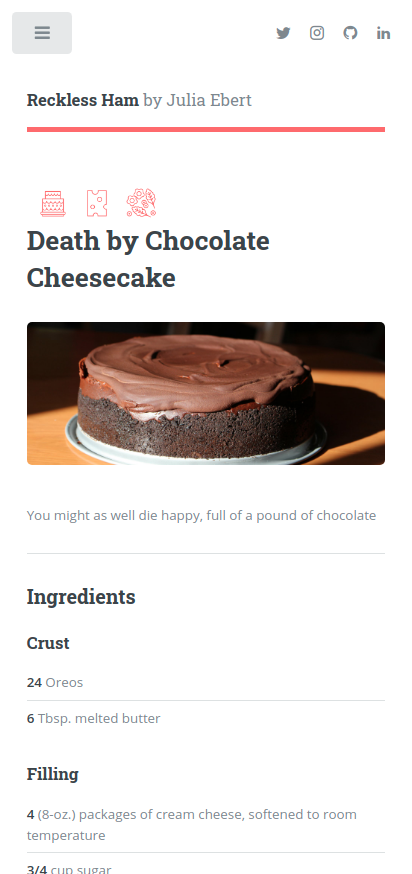 Reckless Ham by Julia Ebert
Death by Chocolate
Cheesecake
You might as well die happy, full of a pound of chocolate
Ingredients
Crust
24 Oreos
6 Tbsp. melted butter
Filling
4 (8-oz.) packages of cream cheese, softened to room
temperature
3/4 cup sugar